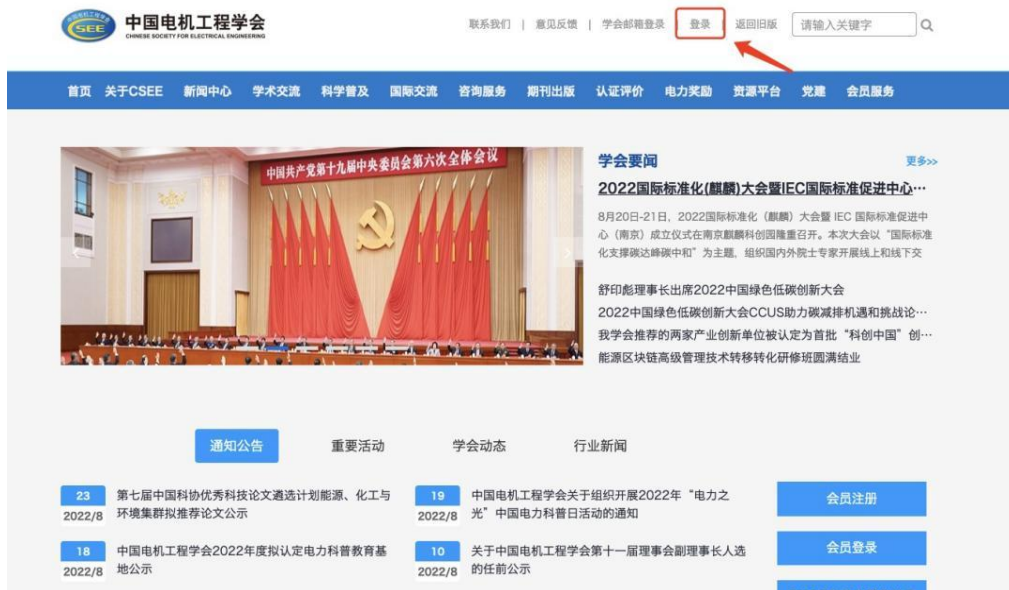 中国电机工程学会
CHINESE SOCIETY FOR ELECTRICAL ENGINEERING
CSEE
联系我们 | 意见反馈 | 学会邮箱登录 | 登录 | 返回旧版
请输入关键字
首页 关于CSEE 新闻中心 学术交流 科学普及 国际交流 咨询服务 期刊出版 认证评价 电力奖励 资源平台 党建 会员服务
中国共产党第十九届中央委员会第六次全体会议
学会要闻
更多>>
2022国际标准化(麒麟)大会暨IEC国际标准促进中心…
8月20日-21日，2022国际标准化（麒麟）大会暨 IEC 国际标准促进中
心（南京）成立仪式在南京麒麟科创园隆重召开。本次大会以“国际标准
化支撑碳达峰碳中和”为主题，组织国内外院士专家开展线上和线下交
舒印彪理事长出席2022中国绿色低碳创新大会
2022中国绿色低碳创新大会CCUS助力碳减排机遇和挑战论…
我学会推荐的两家产业创新单位被认定为首批“科创中国”创…
能源区块链高级管理技术转移转化研修班圆满结业
通知公告 重要活动 学会动态 行业新闻
23
2022/8
第七届中国科协优秀科技论文遴选计划能源、化工与
环境集群拟推荐论文公示
19
2022/8
中国电机工程学会关于组织开展2022年“电力之
光”中国电力科普日活动的通知
会员注册
18
2022/8
中国电机工程学会2022年度拟认定电力科普教育基
地公示
10
2022/8
关于中国电机工程学会第十一届理事会副理事长人选
的任前公示
会员登录